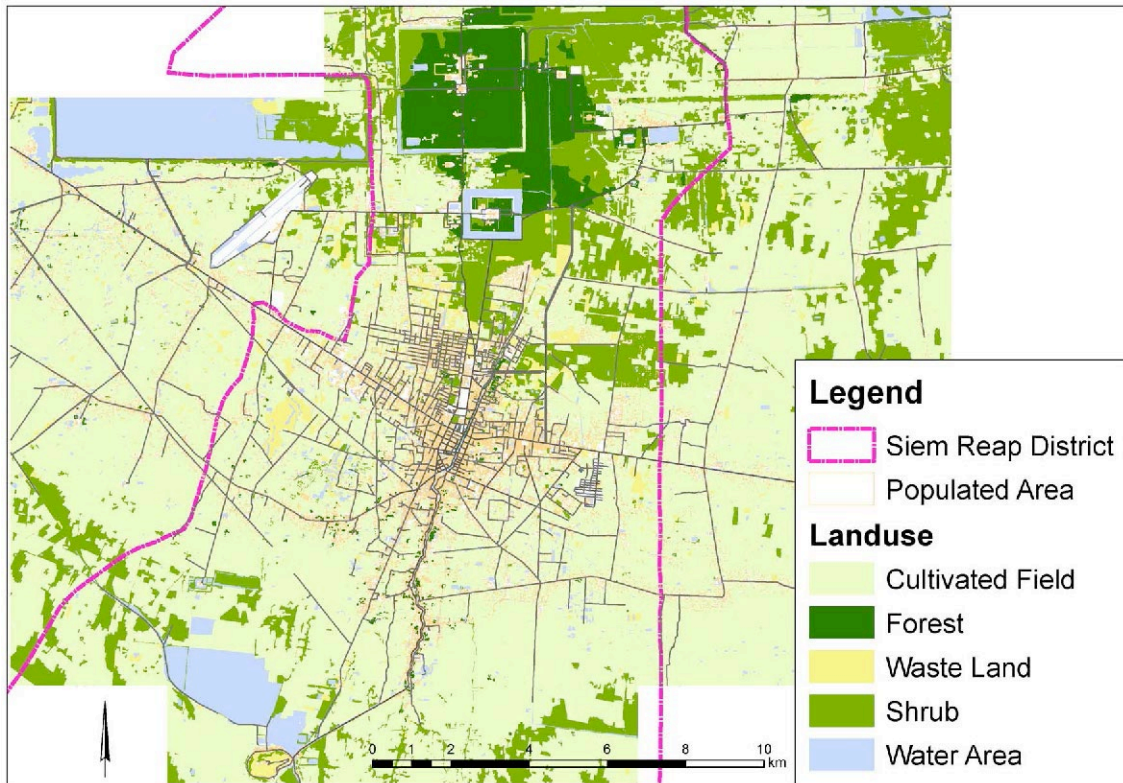 Legend
Siem Reap District
Populated Area
Landuse
Cultivated Field
Forest
Waste Land
Shrub
Water Area
0 2 4 6 8 10
km